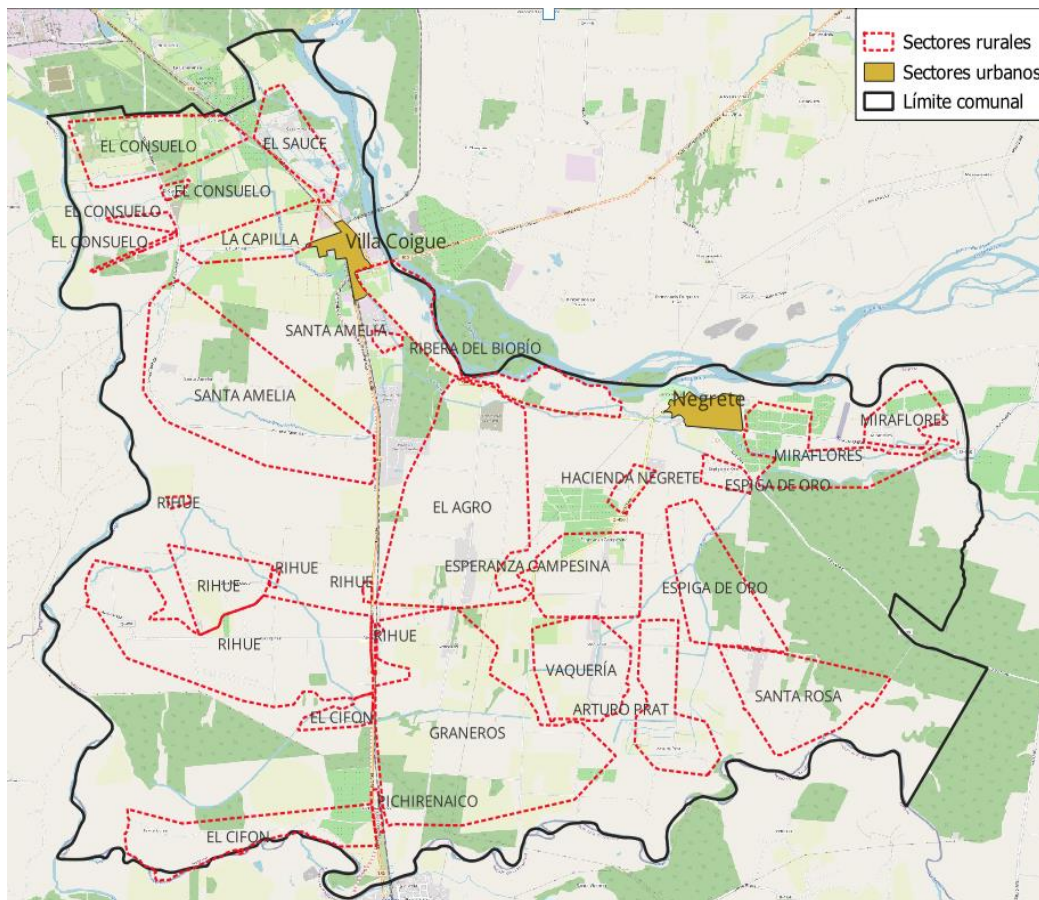 Sectores rurales
Sectores urbanos
Límite comunal
EL CONSUELO
EL SAUCE
EL CONSUELO
EL CONSUELO
EL CONSUELO
LA CAPILLA
Villa Coigue
SANTA AMELIA
RIBERA DEL BIOBÍO
SANTA AMELIA
Negrete
MIRAFLORES
MIRAFLORES
HACIENDA NEGRETE
ESPIGA DE ORO
RIHUE
EL AGRO
RIHUE
RIHUE
RIHUE
ESPERANZA CAMPESINA
ESPIGA DE ORO
RIHUE
RIHUE
VAQUERÍA
SANTA ROSA
EL CIFON
ARTURO PRAT
GRANEROS
PICHIRENAICO
EL CIFON